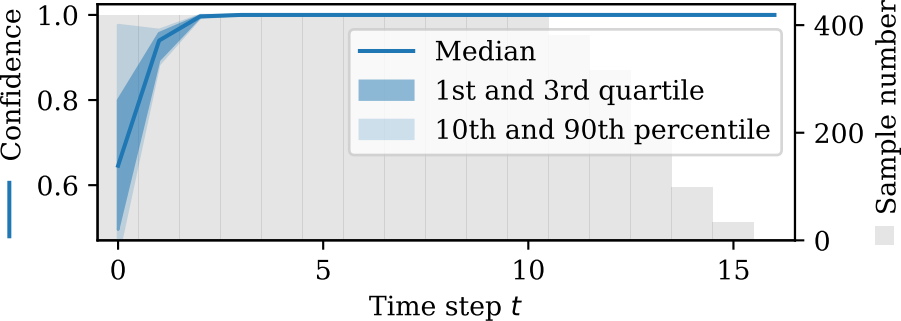 Confidence
1.0
0.8
0.6
Median
1st and 3rd quartile
10th and 90th percentile
400
200
0
Sample number
0
5
10
15
Time step t